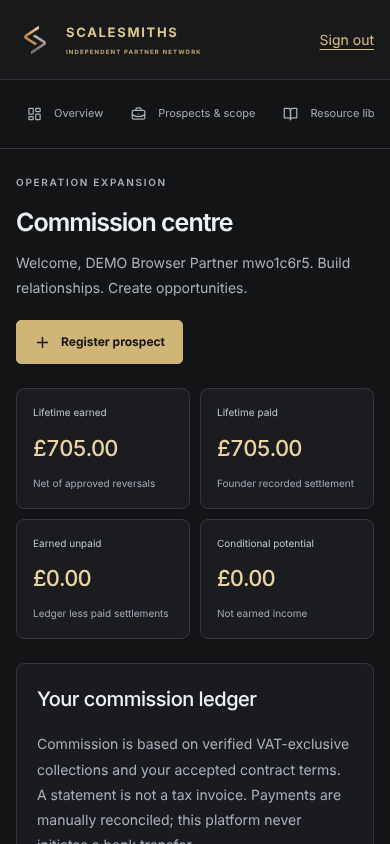 SCALESMITHS
INDEPENDENT PARTNER NETWORK
Sign out
Overview
Prospects & scope
Resource lib
OPERATION EXPANSION
Commission centre
Welcome, DEMO Browser Partner mwo1c6r5. Build
relationships. Create opportunities.
Register prospect
Lifetime earned
£705.00
Net of approved reversals
Lifetime paid
£705.00
Founder recorded settlement
Earned unpaid
£0.00
Ledger less paid settlements
Conditional potential
£0.00
Not earned income
Your commission ledger
Commission is based on verified VAT-exclusive
collections and your accepted contract terms.
A statement is not a tax invoice. Payments are
manually reconciled; this platform never
initiates a bank transfer.